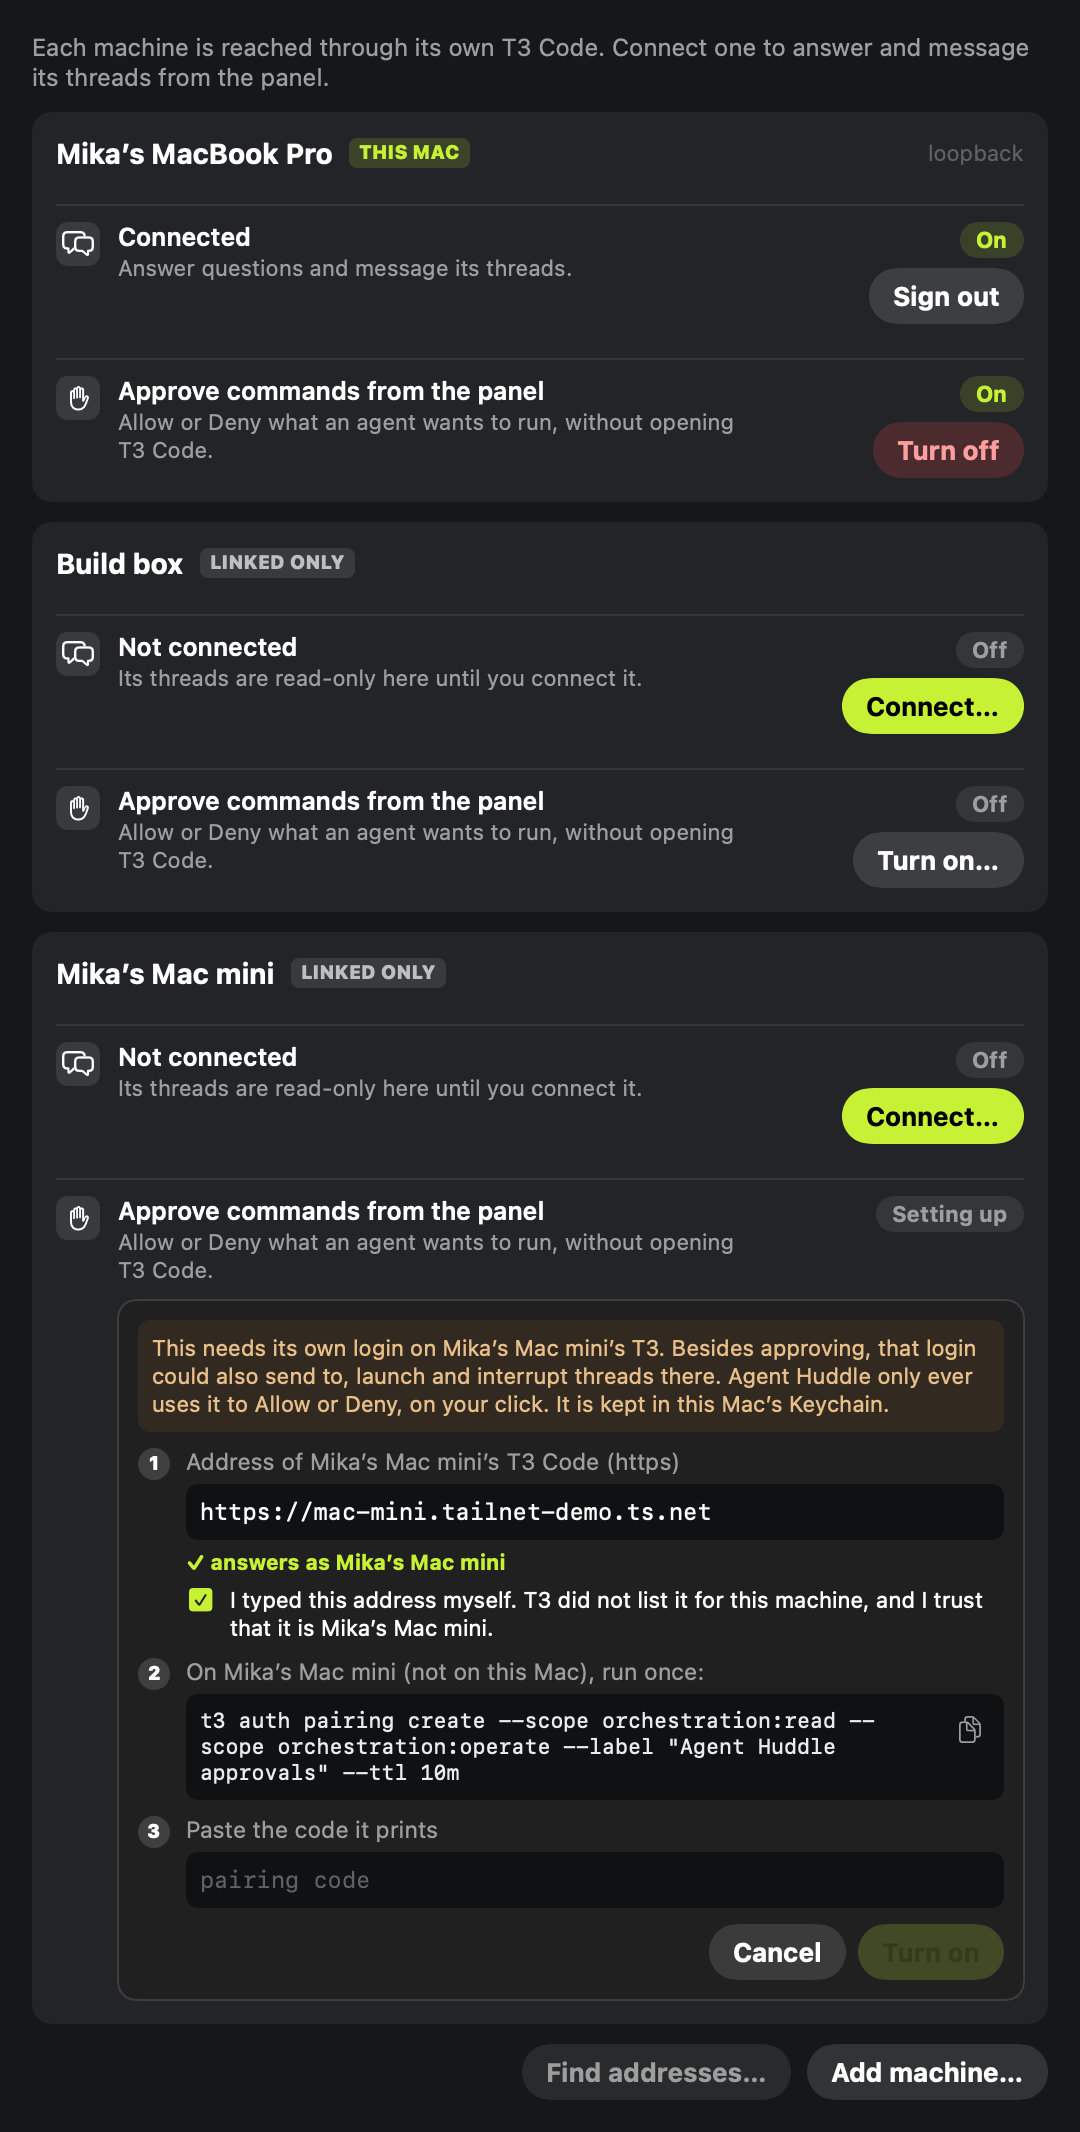 Each machine is reached through its own T3 Code. Connect one to answer and message
its threads from the panel.
Mika’s MacBook Pro THIS MAC loopback
Connected On
Answer questions and message its threads.
Sign out
Approve commands from the panel On
Allow or Deny what an agent wants to run, without opening
T3 Code.
Turn off
Build box LINKED ONLY
Not connected Off
Its threads are read-only here until you connect it.
Connect...
Approve commands from the panel Off
Allow or Deny what an agent wants to run, without opening
T3 Code.
Turn on...
Mika’s Mac mini LINKED ONLY
Not connected Off
Its threads are read-only here until you connect it.
Connect...
Approve commands from the panel Setting up
Allow or Deny what an agent wants to run, without opening
T3 Code.
This needs its own login on Mika’s Mac mini’s T3. Besides approving, that login
could also send to, launch and interrupt threads there. Agent Huddle only ever
uses it to Allow or Deny, on your click. It is kept in this Mac’s Keychain.
1 Address of Mika’s Mac mini’s T3 Code (https)
https://mac-mini.tailnet-demo.ts.net
✓ answers as Mika’s Mac mini
I typed this address myself. T3 did not list it for this machine, and I trust
that it is Mika’s Mac mini.
2 On Mika’s Mac mini (not on this Mac), run once:
t3 auth pairing create --scope orchestration:read --
scope orchestration:operate --label "Agent Huddle
approvals" --ttl 10m
3 Paste the code it prints
pairing code
Cancel Turn on
Find addresses... Add machine...